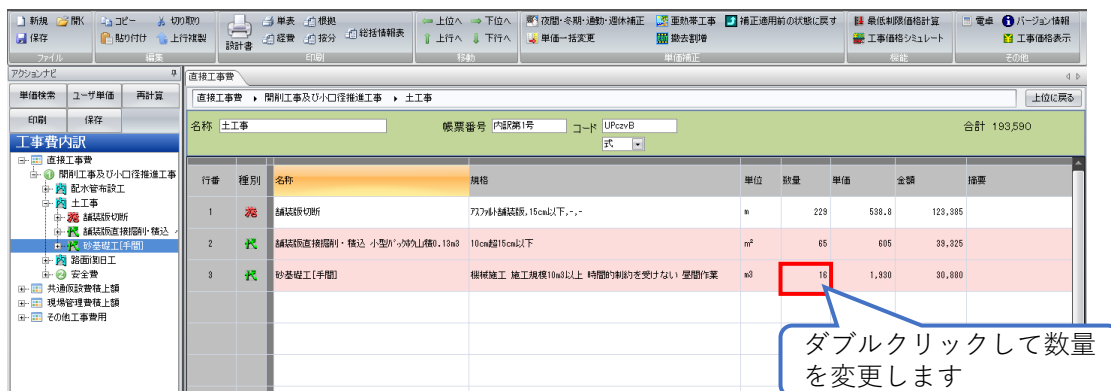 新規 開く コピー 切り取り 単表 根拠 上位へ 下位へ 夜間・冬期・通勤・週休補正 亜熱帯工事 補正適用前の状態に戻す 最低制限価格計算 電卓 バージョン情報
保存 貼り付け 上行複製 設計書 経費 按分 総括情報表 上行へ 下行へ 単価一括変更 撤去割増 工事価格シミュレート 工事価格表示
ファイル 編集 印刷 移動 単価補正 機能 その他
アクションナビ 直接工事費
単価検索 ユーザ単価 再計算 直接工事費 開削工事及び小口径推進工事 土工事 上位に戻る
印刷 保存 名称 土工事 帳票番号 内訳第1号 コード UPczvB 合計 193,590
式
工事費内訳
直接工事費
開削工事及び小口径推進工事
配水管布設工
土工事
舗装版切断
舗装版直接掘削・積込
砂基礎工[手間]
路面復旧工
安全費
共通仮設費積上額
現場管理費積上額
その他工事費用
行番 種別 名称 規格 単位 数量 単価 金額 摘要
1 舗装版切断 アスファルト舗装版,15cm以下,-,- m 229 538.8 123,385
2 代 舗装版直接掘削・積込 小型バックホウ山積0.13m3 10cm超15cm以下 m² 65 605 39,325
3 代 砂基礎工[手間] 機械施工 施工規模10m3以上 時間的制約を受けない 昼間作業 m3 16 1,930 30,880
ダブルクリックして数量
を変更します